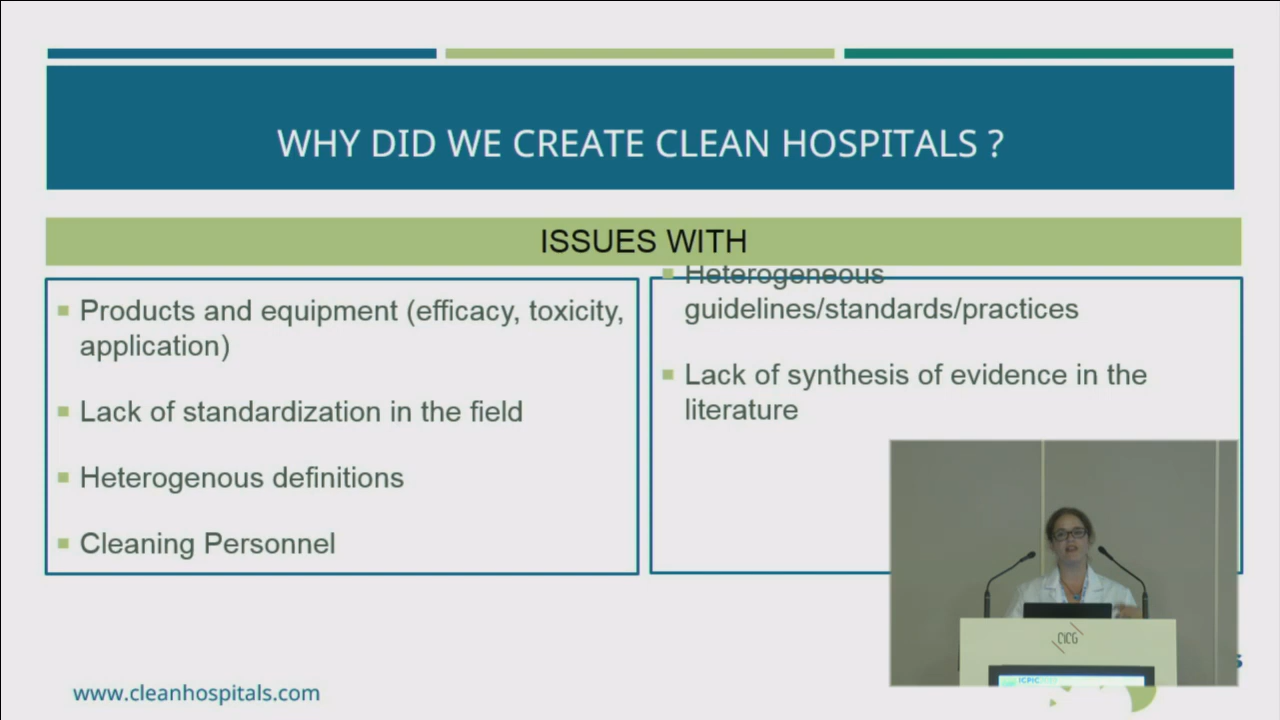 WHY DID WE CREATE CLEAN HOSPITALS ?
ISSUES WITH
Products and equipment (efficacy, toxicity,
application)
Lack of standardization in the field
Heterogenous definitions
Cleaning Personnel
Heterogeneous
guidelines/standards/practices
Lack of synthesis of evidence in the
literature
CICG
ICPIC
www.cleanhospitals.com